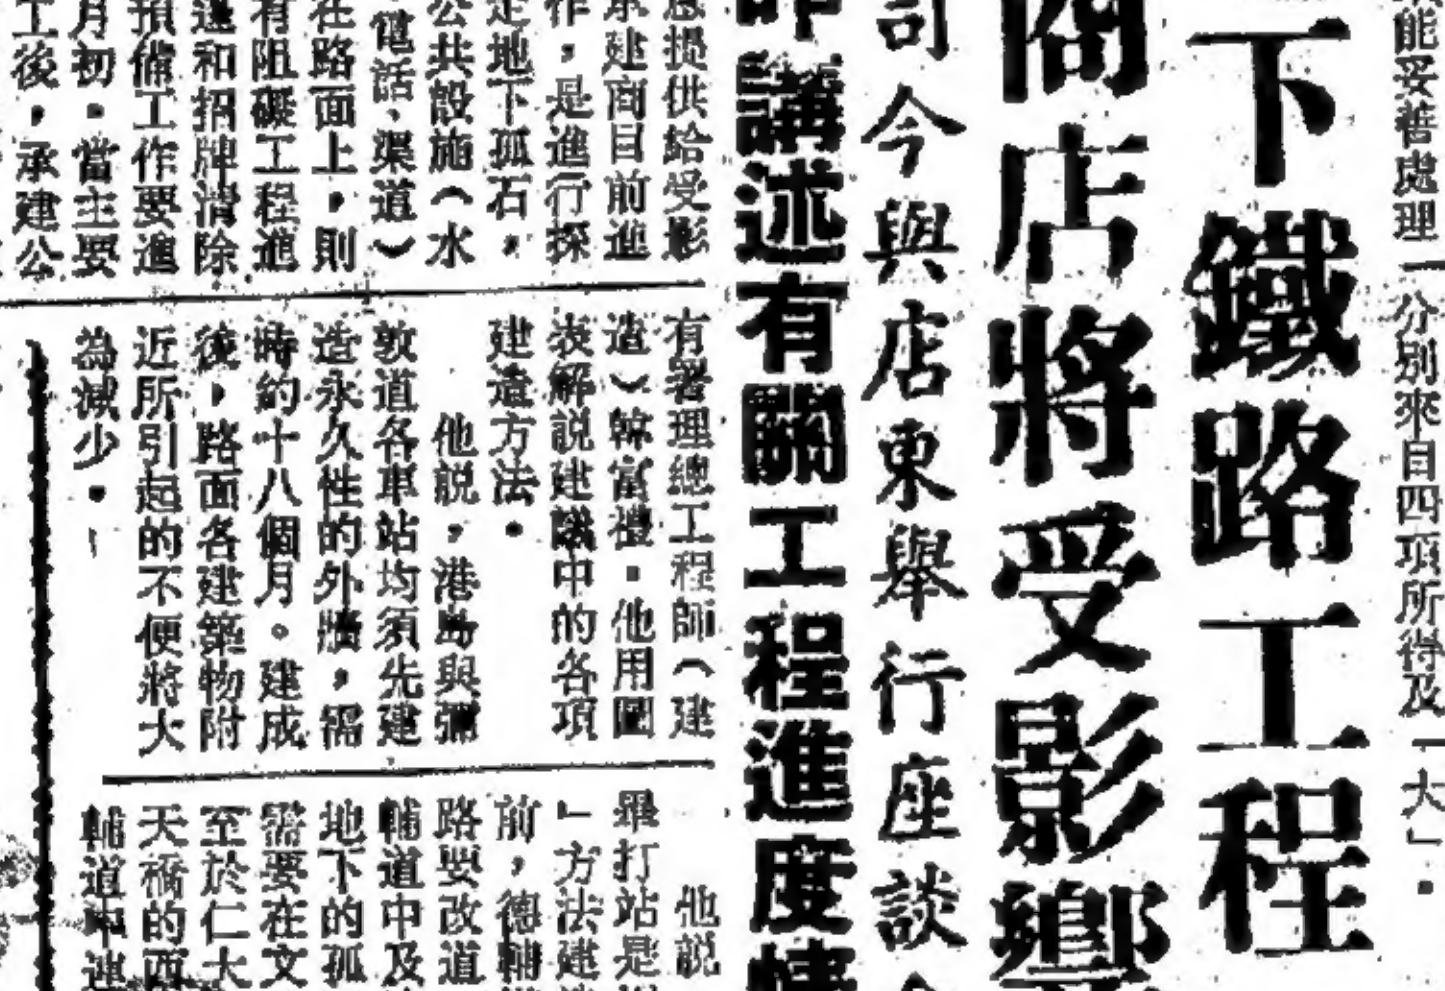 能妥善處理
分別來自四項所得及
大」。
下鐵路工程
商店將受影響
司今與店東舉行座談
昨講述有關工程進度情
損提供給受影
承建商目前進
作，是進行探
定地下孤石，
公共設施（水
電話、渠道）
在路面上，則
有阻礙工程進
進和招牌清除
預備工作要進
月初。當主要
工後，承建公
有署理總工程師（建
造）韓富禮。他用圖
表解說建議中的各項
建造方法。
他說，港島與彌
敦道各車站均須先建
造永久性的外牆，需
時約十八個月。建成
後，路面各建築物附
近所引起的不便將大
為減少。
他說
畢打站是
」方法建
前，德輔
路要改道
輔道中及
地下的孤
需要在文
至於仁大
天橋的西
輔道中連